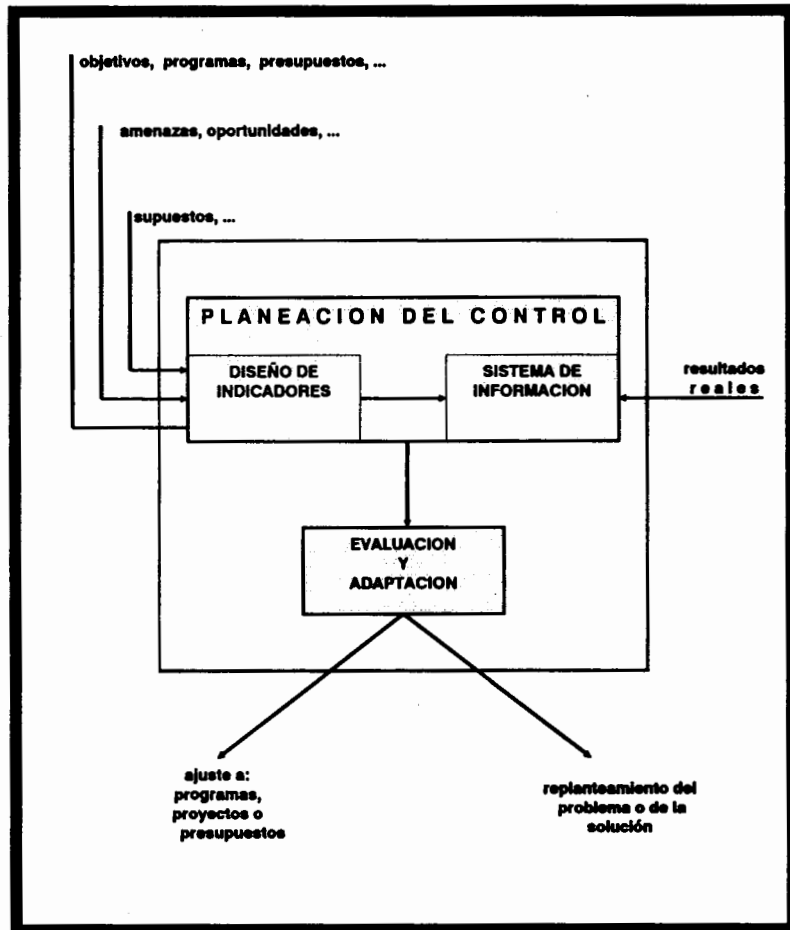 objetivos, programas, presupuestos, ...
amenazas, oportunidades, ...
supuestos, ...
PLANEACION DEL CONTROL
DISEÑO DE
INDICADORES
SISTEMA DE
INFORMACION
resultados
reales
EVALUACION
Y
ADAPTACION
ajuste a:
programas,
proyectos o
presupuestos
replanteamiento del
problema o de la
solución